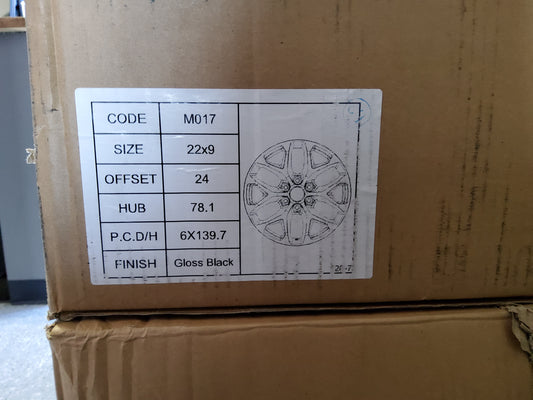 CODE M017
SIZE 22x9
OFFSET 24
HUB 78.1
P.C.D/H 6X139.7
FINISH Gloss Black